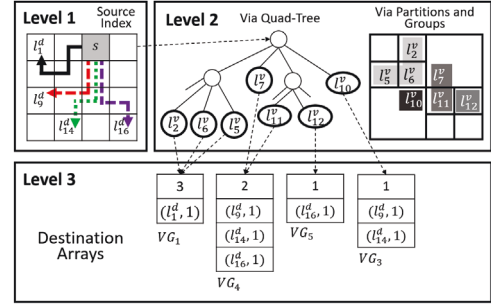 Level 1
Source
Index
s
l_1^d
l_9^d
l_14^d
l_16^d
Level 2
Via Quad-Tree
l_7^v
l_10^v
l_2^v
l_6^v
l_5^v
l_11^v
l_12^v
Via Partitions and
Groups
l_2^v
l_5^v
l_6^v
l_7^v
l_10^v
l_11^v
l_12^v
Level 3
Destination
Arrays
3
(l_1^d, 1)
VG_1
2
(l_9^d, 1)
(l_14^d, 1)
(l_16^d, 1)
VG_4
1
(l_16^d, 1)
VG_5
1
(l_9^d, 1)
(l_14^d, 1)
VG_3